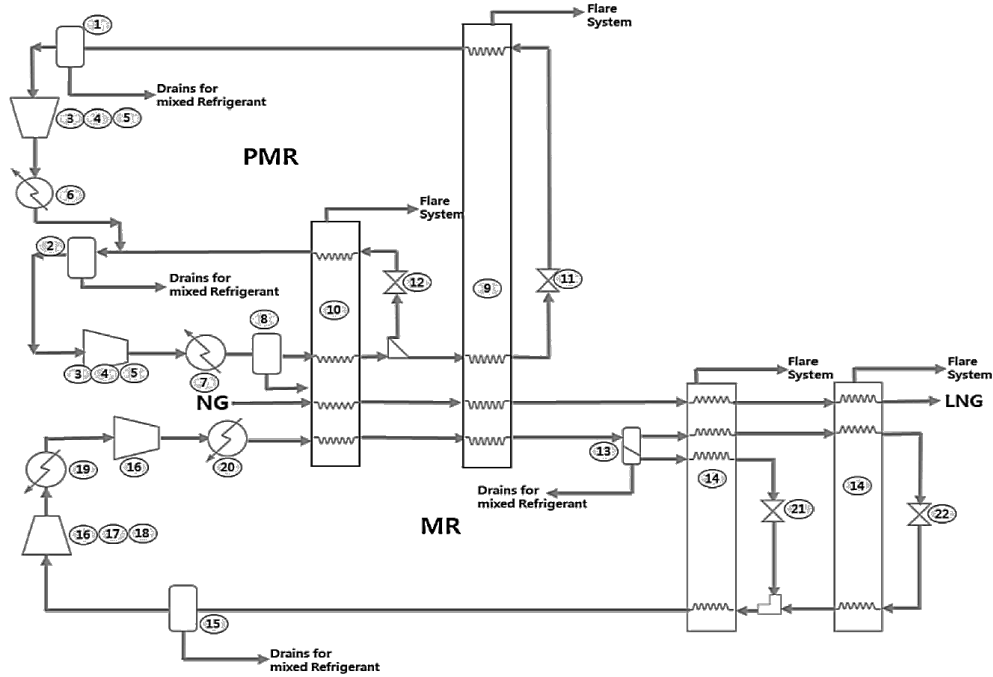 Flare
System
1
Drains for
mixed Refrigerant
3 4 5
PMR
6
Flare
System
2
Drains for
mixed Refrigerant
12
11
9
10
8
3 4 5
7
NG
Flare
System
Flare
System
LNG
16
19
20
13
14
14
Drains for
mixed Refrigerant
21
22
MR
16 17 18
15
Drains for
mixed Refrigerant